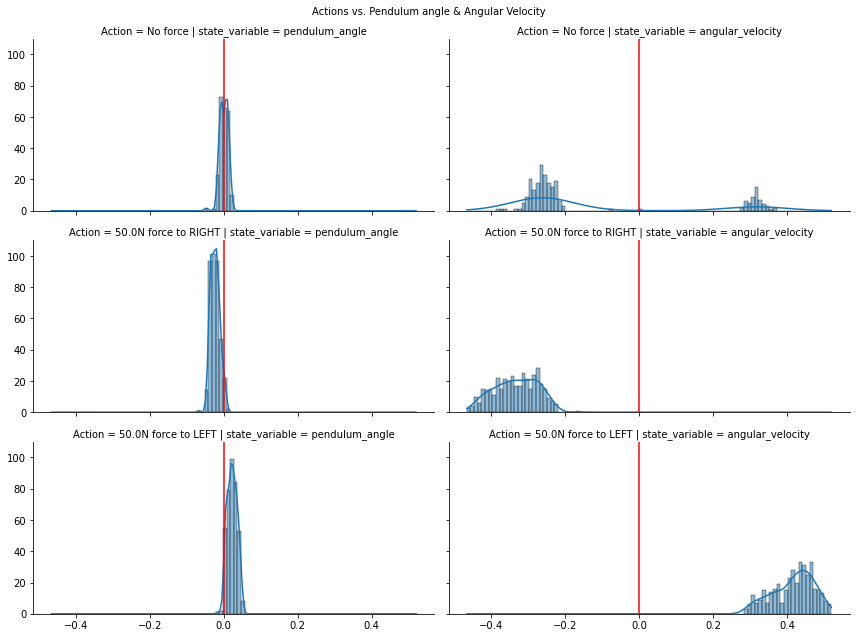 Actions vs. Pendulum angle & Angular Velocity
Action = No force | state_variable = pendulum_angle
Action = No force | state_variable = angular_velocity
100
80
60
40
20
0
Action = 50.0N force to RIGHT | state_variable = pendulum_angle
Action = 50.0N force to RIGHT | state_variable = angular_velocity
100
80
60
40
20
0
Action = 50.0N force to LEFT | state_variable = pendulum_angle
Action = 50.0N force to LEFT | state_variable = angular_velocity
100
80
60
40
20
0
−0.4 −0.2 0.0 0.2 0.4
−0.4 −0.2 0.0 0.2 0.4